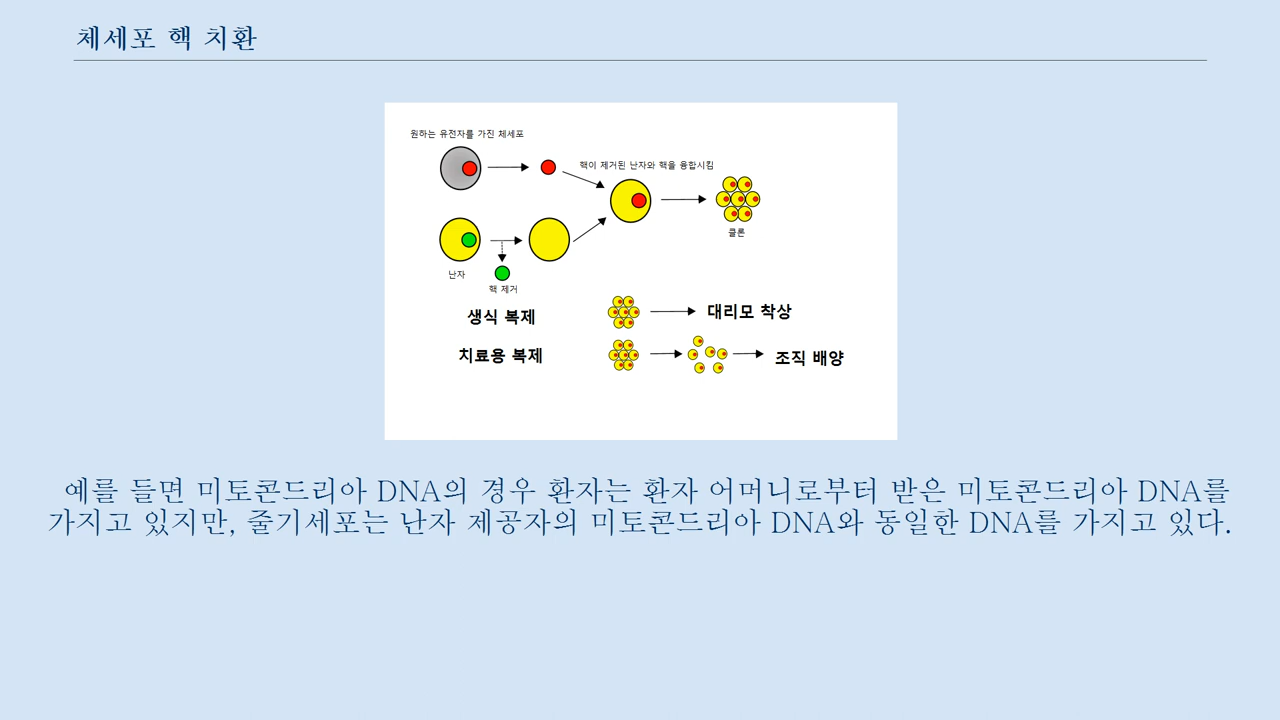 체세포 핵 치환
원하는 유전자를 가진 체세포
핵이 제거된 난자와 핵을 융합시킴
클론
난자
핵 제거
생식 복제
대리모 착상
치료용 복제
조직 배양
예를 들면 미토콘드리아 DNA의 경우 환자는 환자 어머니로부터 받은 미토콘드리아 DNA를
가지고 있지만, 줄기세포는 난자 제공자의 미토콘드리아 DNA와 동일한 DNA를 가지고 있다.